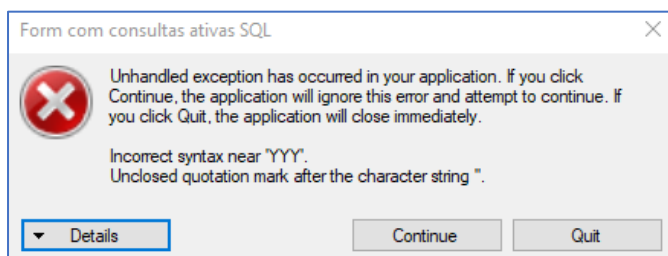 Form com consultas ativas SQL
Unhandled exception has occurred in your application. If you click
Continue, the application will ignore this error and attempt to continue. If
you click Quit, the application will close immediately.
Incorrect syntax near 'YYY'.
Unclosed quotation mark after the character string ''.
Details
Continue
Quit